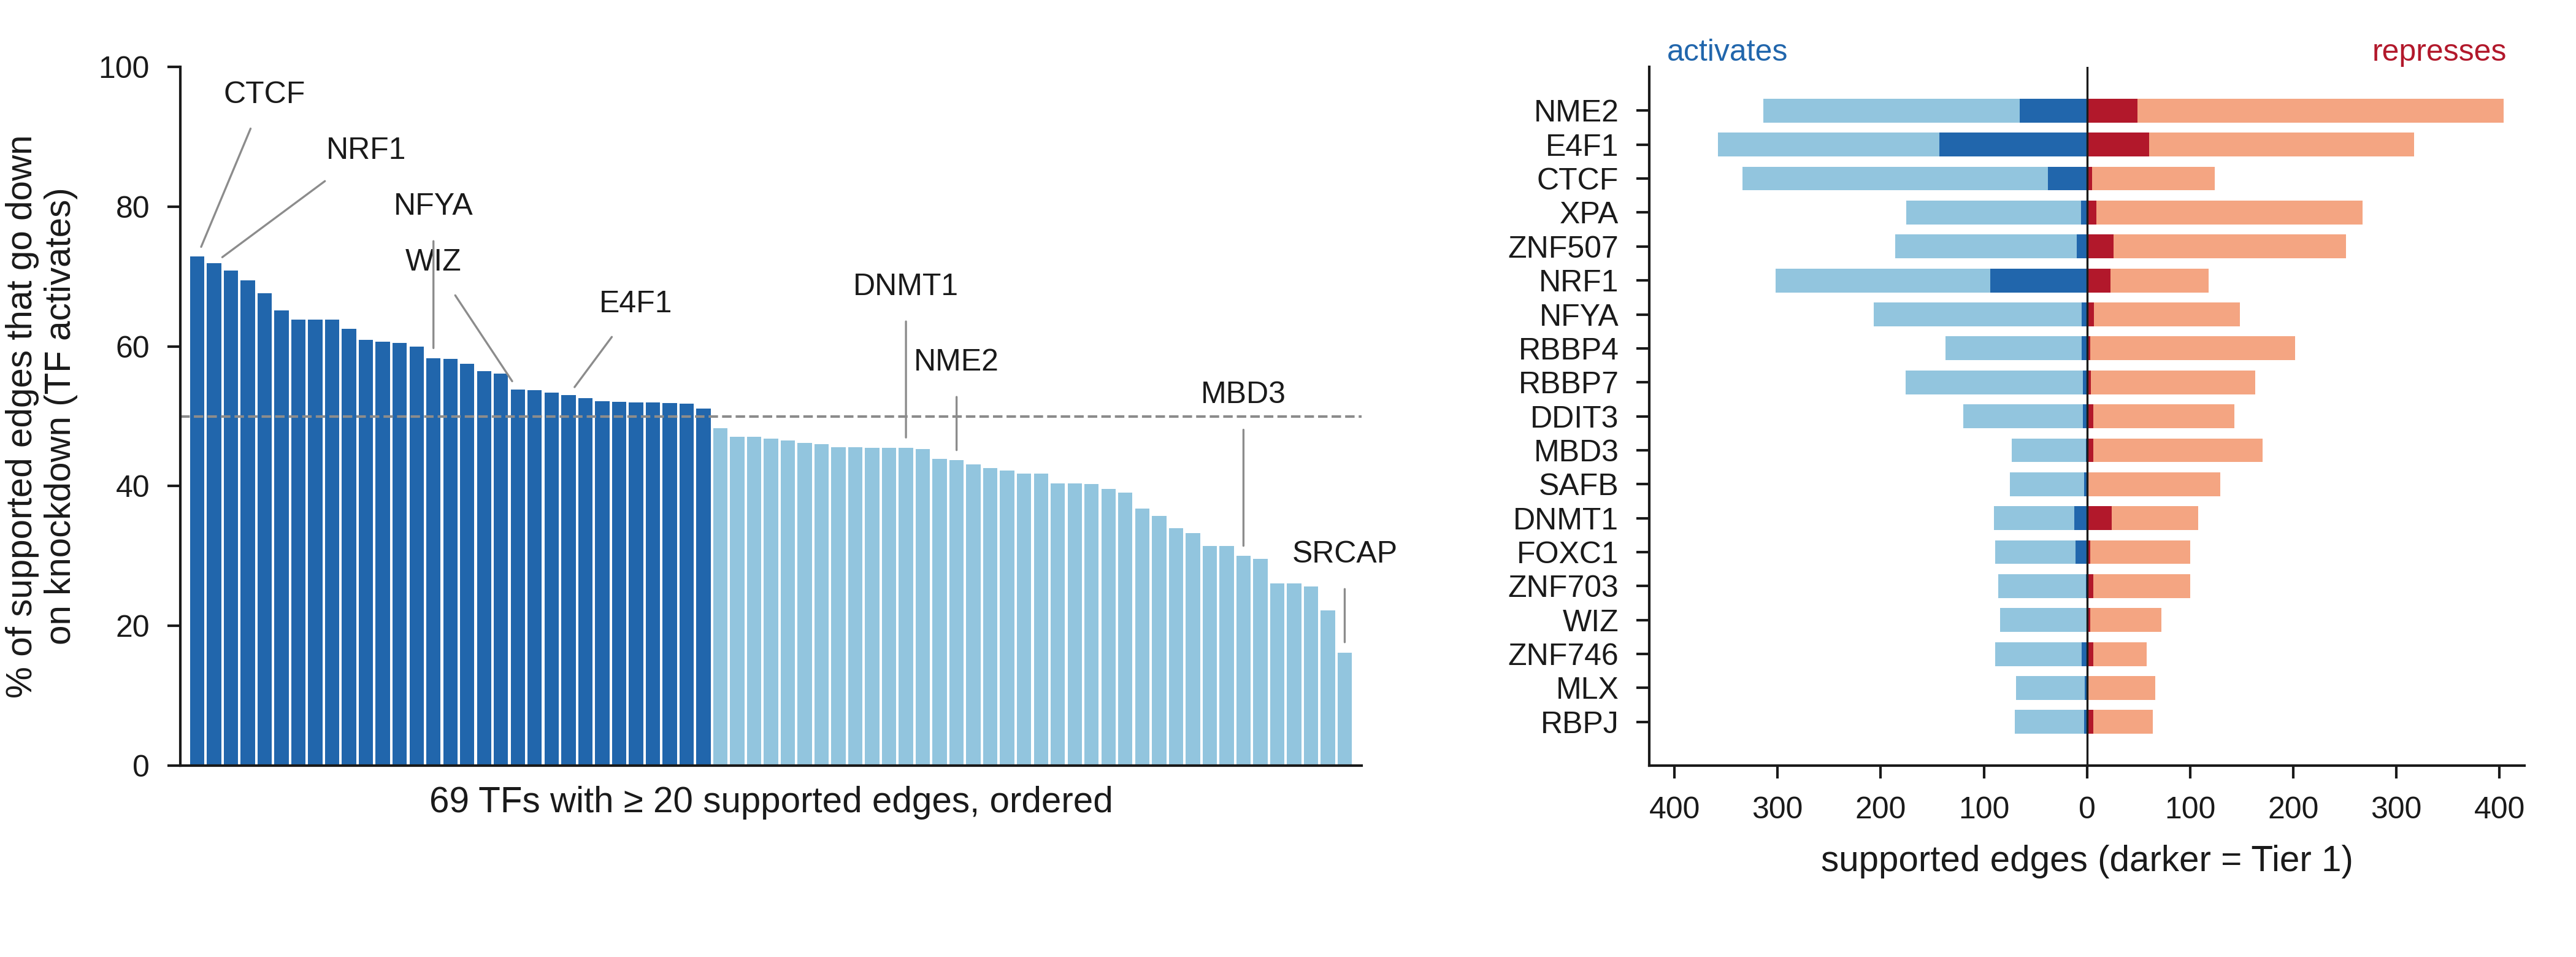 % of supported edges that go down
on knockdown (TF activates)
100
80
60
40
20
0
CTCF
NRF1
NFYA
WIZ
E4F1
DNMT1
NME2
MBD3
SRCAP
69 TFs with ≥ 20 supported edges, ordered
activates
represses
NME2
E4F1
CTCF
XPA
ZNF507
NRF1
NFYA
RBBP4
RBBP7
DDIT3
MBD3
SAFB
DNMT1
FOXC1
ZNF703
WIZ
ZNF746
MLX
RBPJ
400 300 200 100 0 100 200 300 400
supported edges (darker = Tier 1)